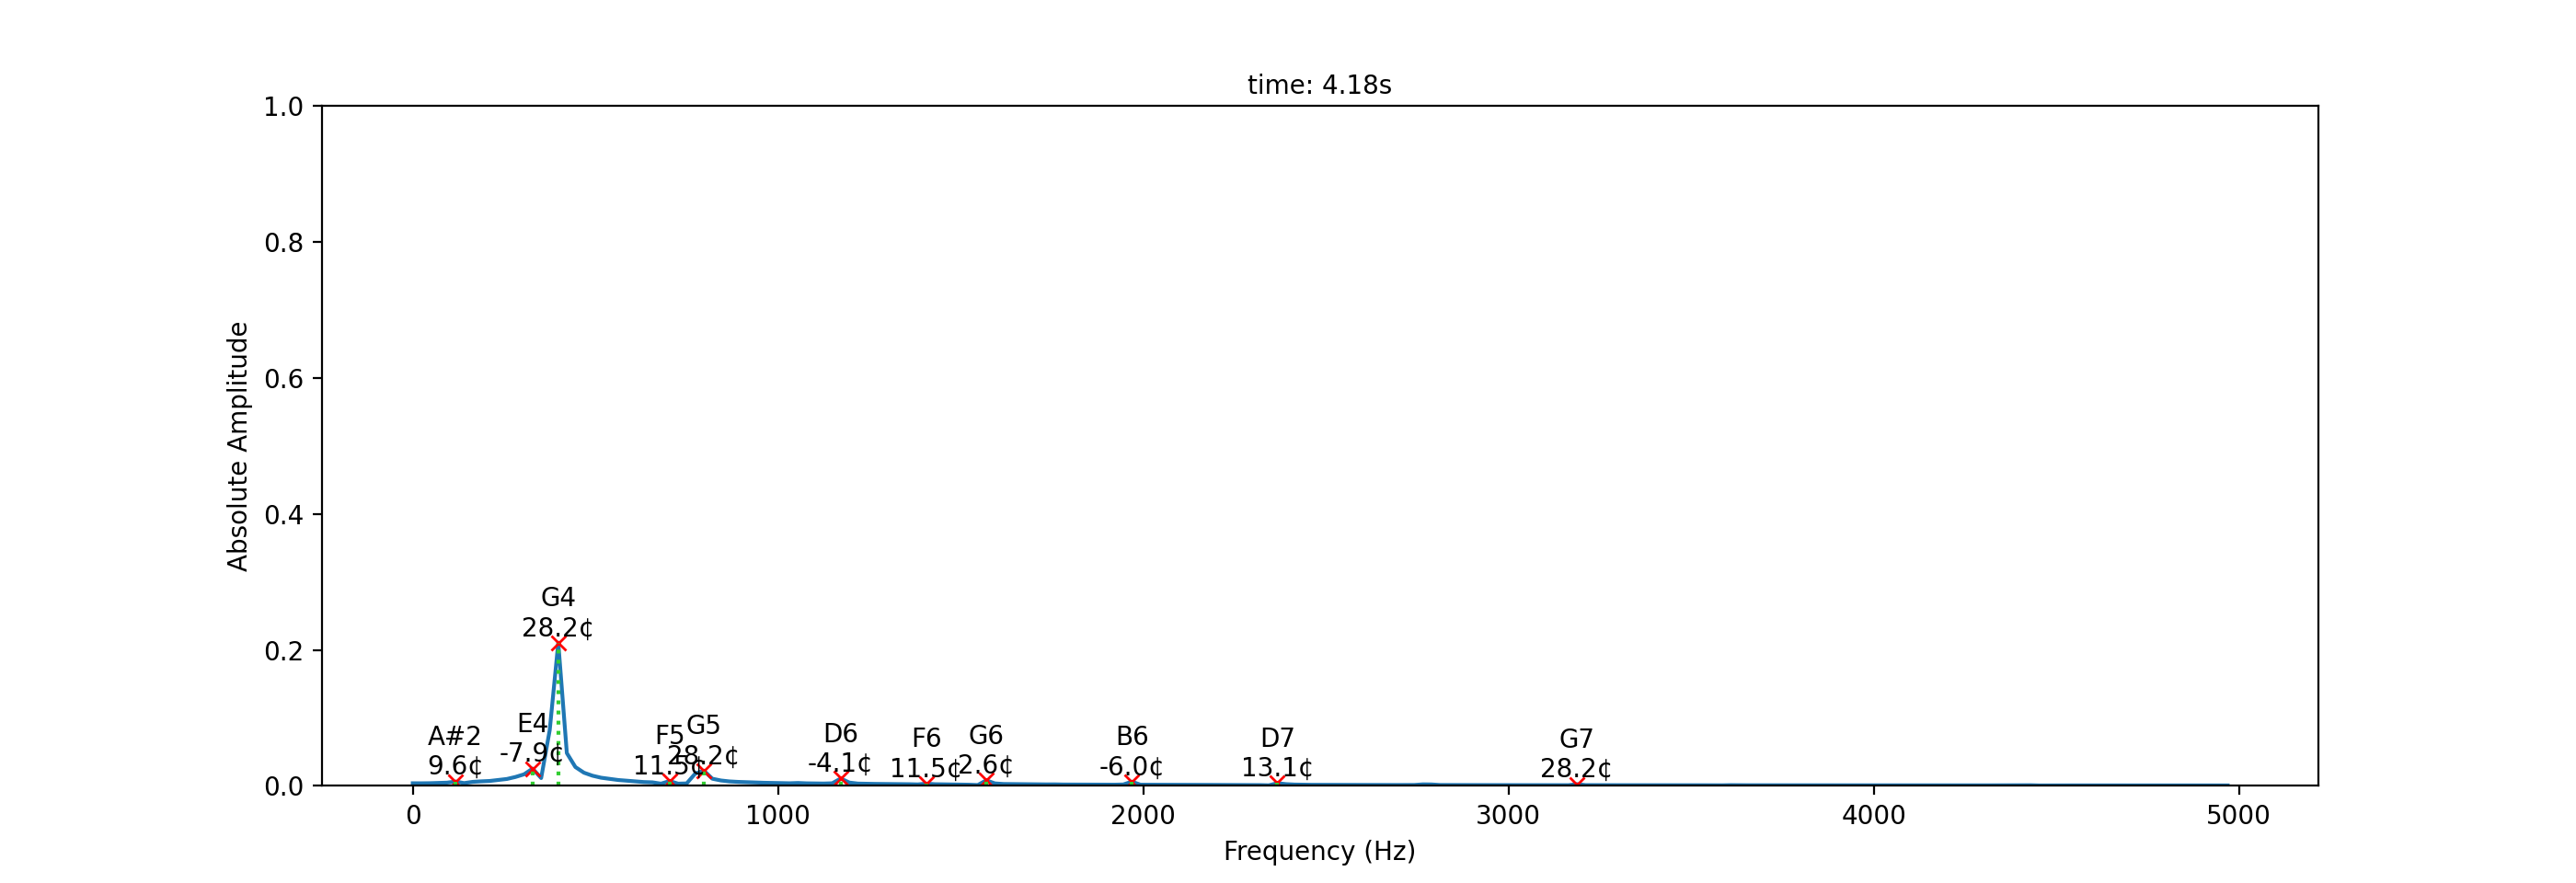 time: 4.18s
1.0
0.8
0.6
0.4
0.2
0.0
Absolute Amplitude
G4
28.2¢
A#2
9.6¢
E4
-7.9¢
F5
11.5¢
G5
28.2¢
D6
-4.1¢
F6
11.5¢
G6
2.6¢
B6
-6.0¢
D7
13.1¢
G7
28.2¢
0 1000 2000 3000 4000 5000
Frequency (Hz)